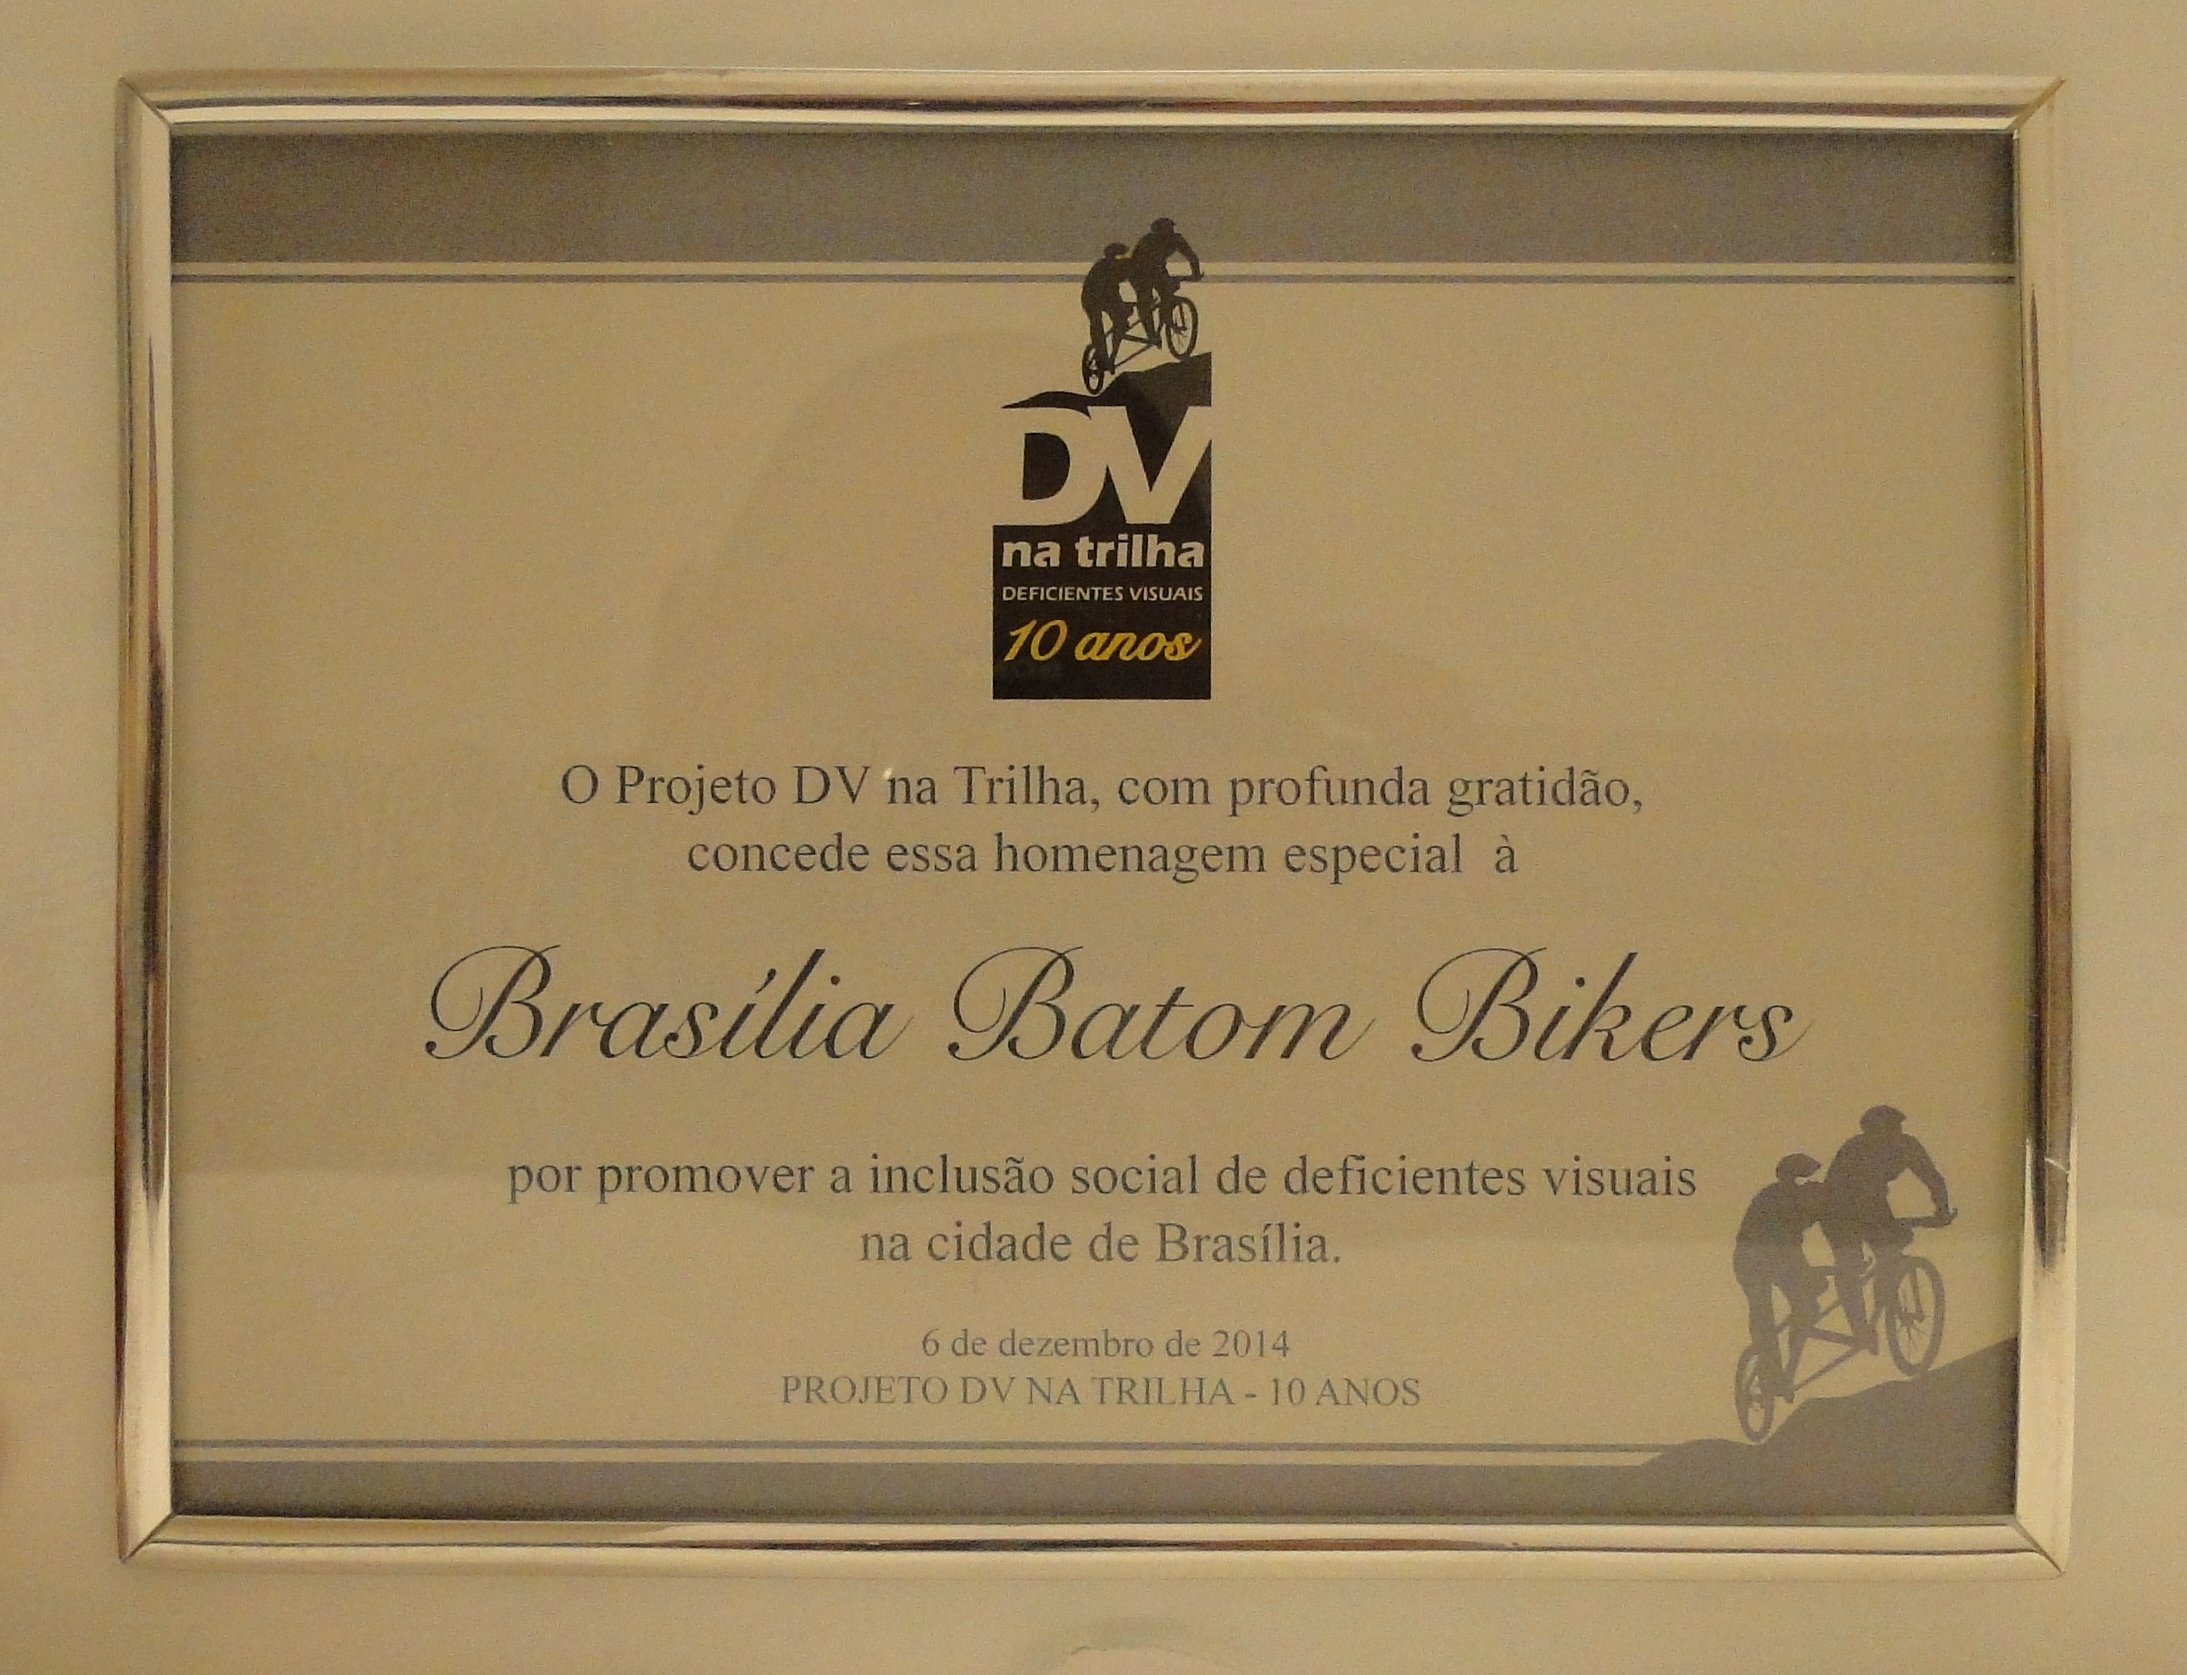 DV
na trilha
DEFICIENTES VISUAIS
10 anos
O Projeto DV na Trilha, com profunda gratidão,
concede essa homenagem especial à
Brasília Batom Bikers
por promover a inclusão social de deficientes visuais
na cidade de Brasília.
6 de dezembro de 2014
PROJETO DV NA TRILHA - 10 ANOS